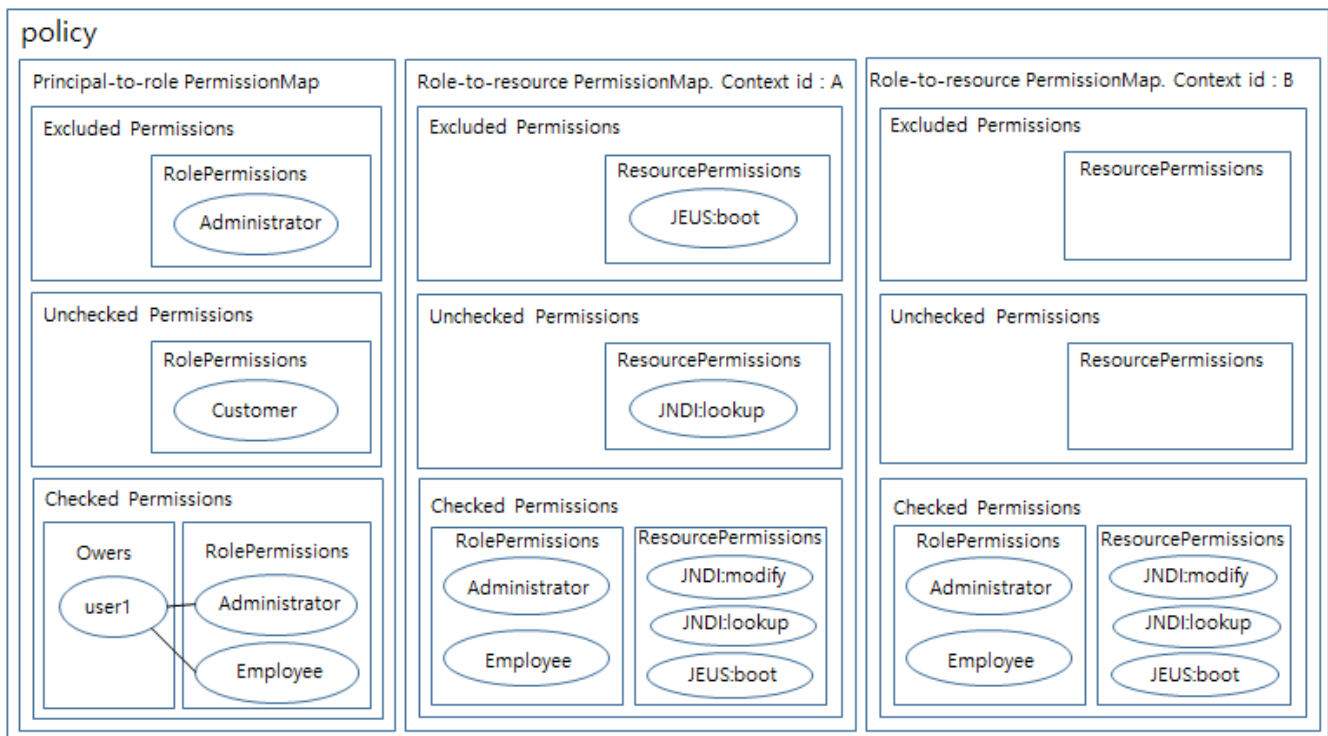 policy
Principal-to-role PermissionMap
Excluded Permissions
RolePermissions
Administrator
Unchecked Permissions
RolePermissions
Customer
Checked Permissions
Owers
user1
RolePermissions
Administrator
Employee
Role-to-resource PermissionMap. Context id : A
Excluded Permissions
ResourcePermissions
JEUS:boot
Unchecked Permissions
ResourcePermissions
JNDI:lookup
Checked Permissions
RolePermissions
Administrator
Employee
ResourcePermissions
JNDI:modify
JNDI:lookup
JEUS:boot
Role-to-resource PermissionMap. Context id : B
Excluded Permissions
ResourcePermissions
Unchecked Permissions
ResourcePermissions
Checked Permissions
RolePermissions
Administrator
Employee
ResourcePermissions
JNDI:modify
JNDI:lookup
JEUS:boot